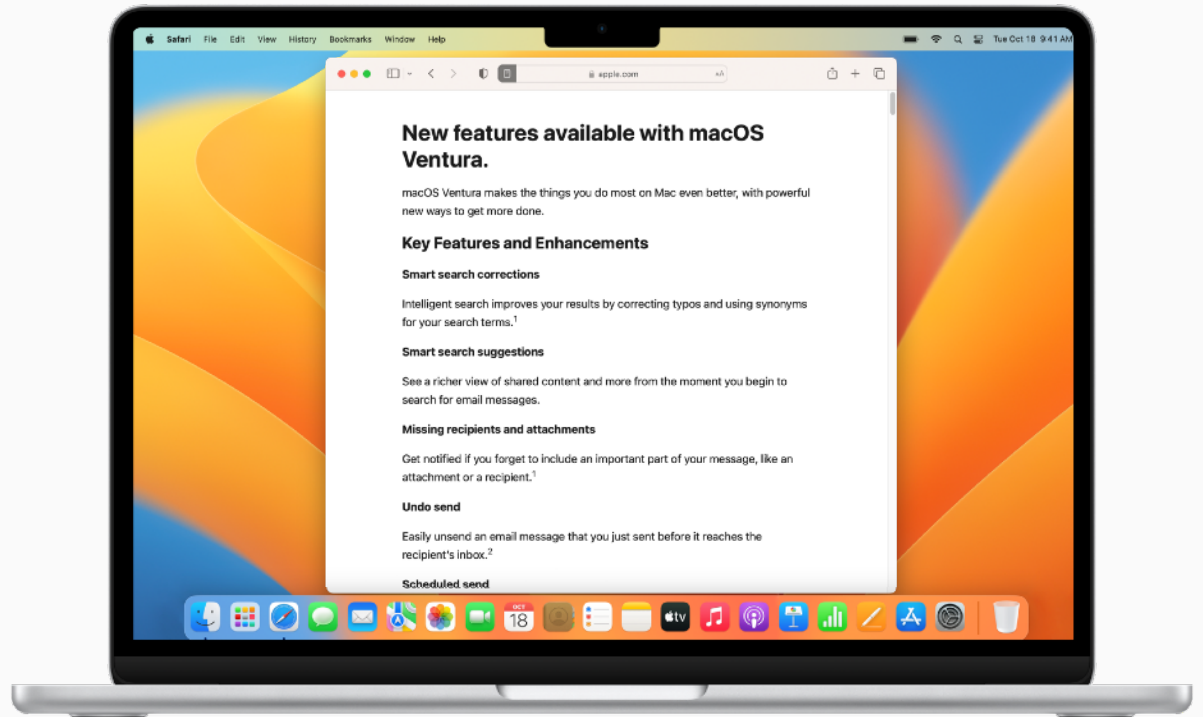 Safari File Edit View History Bookmarks Window Help
Tue Oct 18 9:41 AM
apple.com
AA
New features available with macOS
Ventura.
macOS Ventura makes the things you do most on Mac even better, with powerful
new ways to get more done.
Key Features and Enhancements
Smart search corrections
Intelligent search improves your results by correcting typos and using synonyms
for your search terms.1
Smart search suggestions
See a richer view of shared content and more from the moment you begin to
search for email messages.
Missing recipients and attachments
Get notified if you forget to include an important part of your message, like an
attachment or a recipient.1
Undo send
Easily unsend an email message that you just sent before it reaches the
recipient's inbox.2
Scheduled send
OCT
18
tv